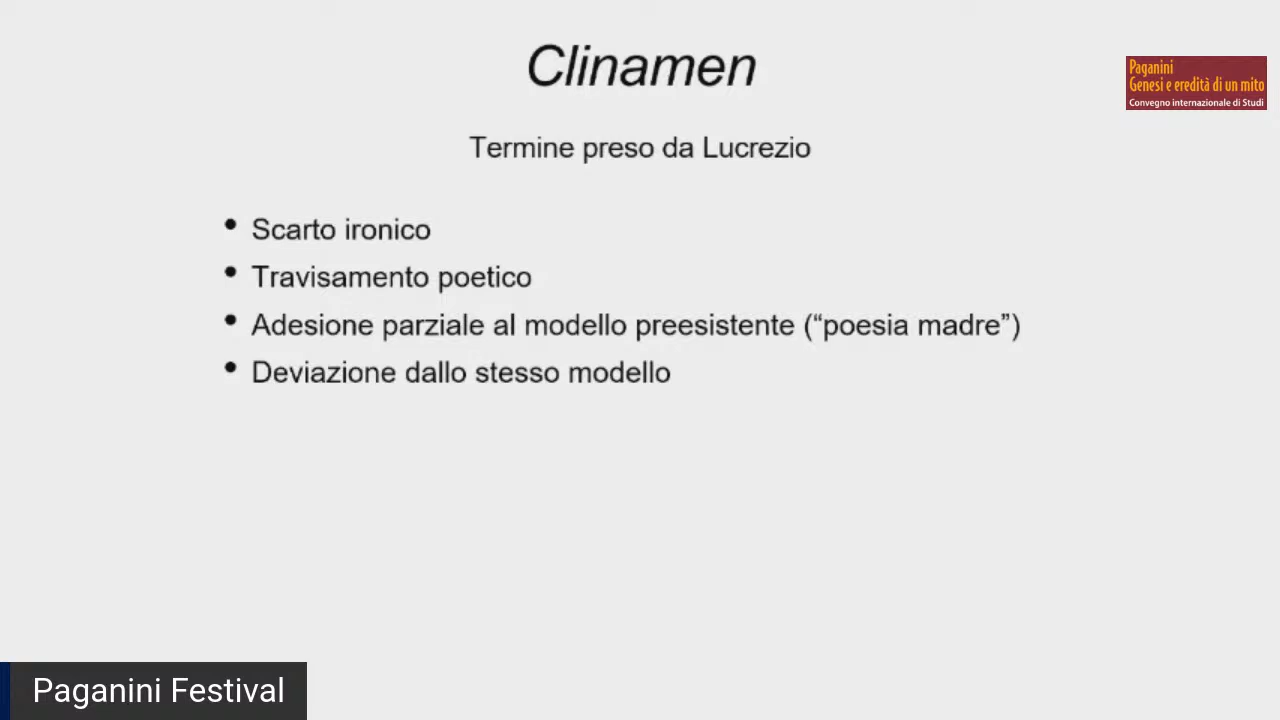 Clinamen
Paganini
Genesi e eredità di un mito
Convegno internazionale di Studi
Termine preso da Lucrezio
• Scarto ironico
• Travisamento poetico
• Adesione parziale al modello preesistente (“poesia madre”)
• Deviazione dallo stesso modello
Paganini Festival